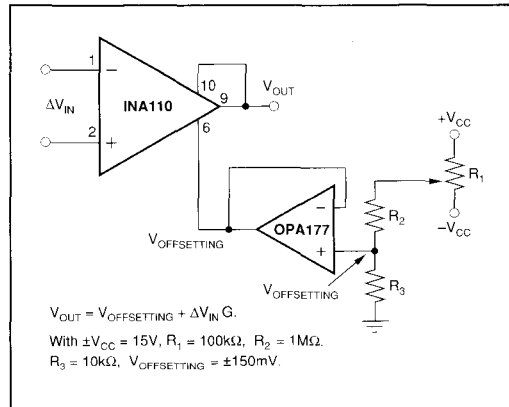 1
−
10
V_OUT
ΔV_IN
INA110
9
2
+
6
+V_CC
R_1
−
R_2
−V_CC
OPA177
V_OFFSETTING
+
V_OFFSETTING
R_3
V_OUT = V_OFFSETTING + ΔV_IN G.
With ±V_CC = 15V, R_1 = 100kΩ, R_2 = 1MΩ.
R_3 = 10kΩ, V_OFFSETTING = ±150mV.